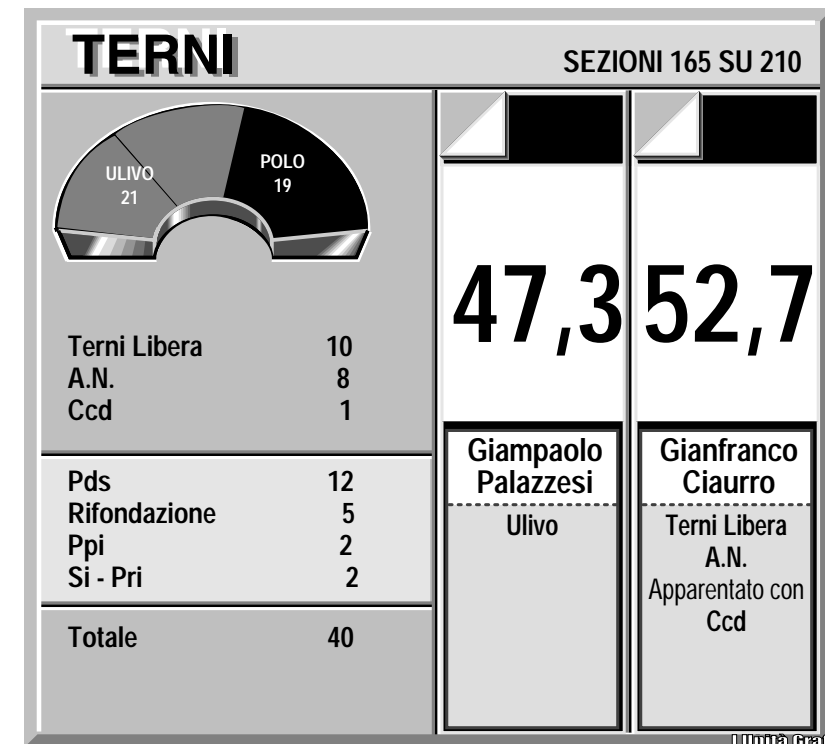 TERNI
SEZIONI 165 SU 210
ULIVO
21
POLO
19
Terni Libera 10
A.N. 8
Ccd 1
Pds 12
Rifondazione 5
Ppi 2
Si - Pri 2
Totale 40
47,3
Giampaolo
Palazzesi
Ulivo
52,7
Gianfranco
Ciaurro
Terni Libera
A.N.
Apparentato con
Ccd